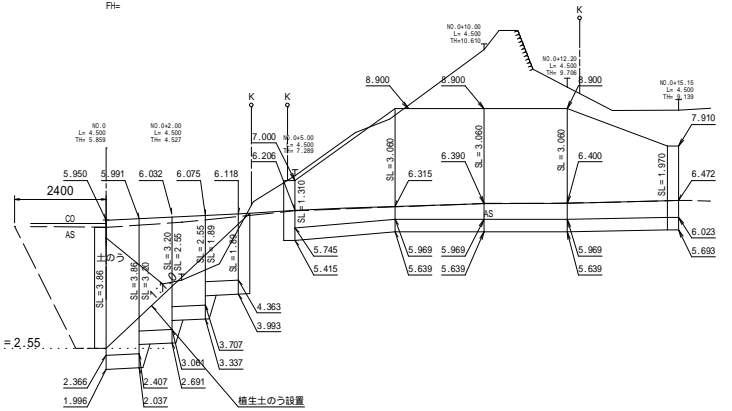 FH=
K
NO.0+10.00
L= 4.500
TH=10.610
NO.0+12.20
L= 4.500
TH= 9.706
NO.0+15.15
L= 4.500
TH= 9.139
8.900
8.900
8.900
K
K
NO.0
L= 4.500
TH= 5.859
NO.0+2.00
L= 4.500
TH= 4.527
NO.0+5.00
L= 4.500
TH= 7.289
7.000
7.910
6.206
5.950
5.991
6.032
6.075
6.118
SL=1.310
SL=3.060
SL=3.060
SL=3.060
SL=1.970
6.315
6.390
6.400
6.472
2400
CO
AS
AS
土のう
SL=3.86
SL=3.86
SL=3.20
SL=3.20
SL=2.55
SL=2.55
SL=1.89
5.745
5.415
5.969
5.639
5.969
5.639
5.969
5.639
6.023
5.693
4.363
3.993
3.707
3.337
3.061
2.691
=2.55
2.366
1.996
2.407
2.037
植生土のう設置